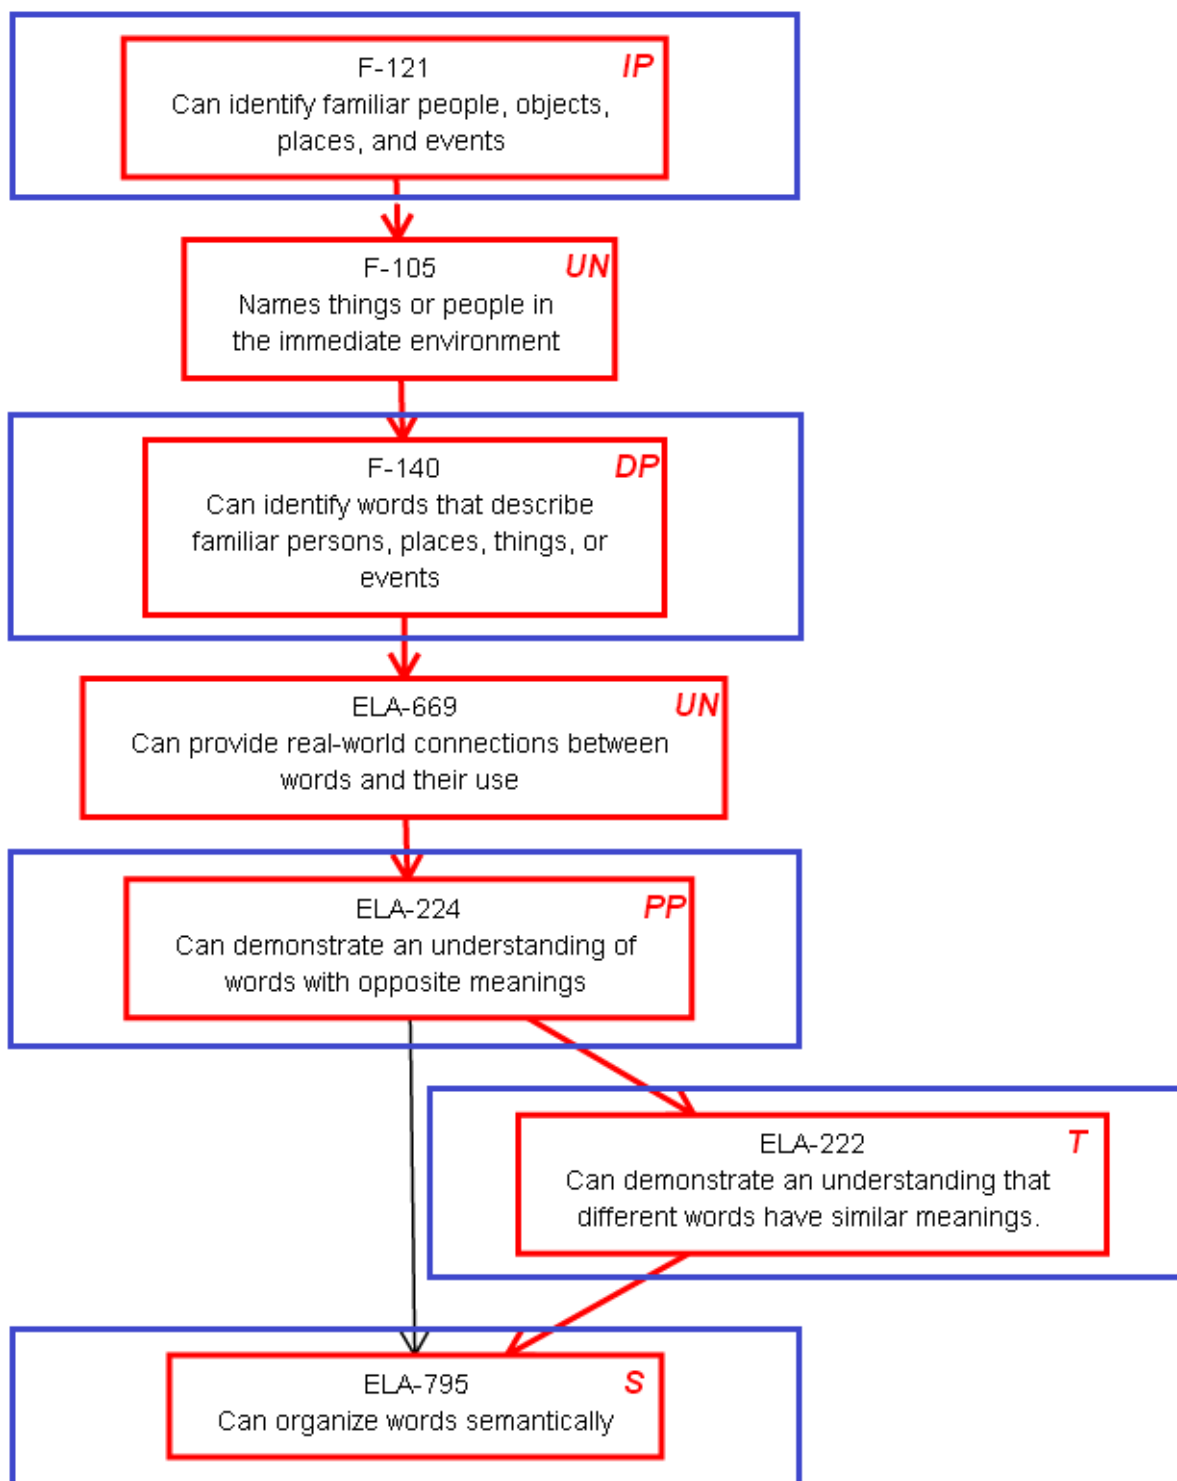 F-121 IP
Can identify familiar people, objects,
places, and events
F-105 UN
Names things or people in
the immediate environment
F-140 DP
Can identify words that describe
familiar persons, places, things, or
events
ELA-669 UN
Can provide real-world connections between
words and their use
ELA-224 PP
Can demonstrate an understanding of
words with opposite meanings
ELA-222 T
Can demonstrate an understanding that
different words have similar meanings.
ELA-795 S
Can organize words semantically